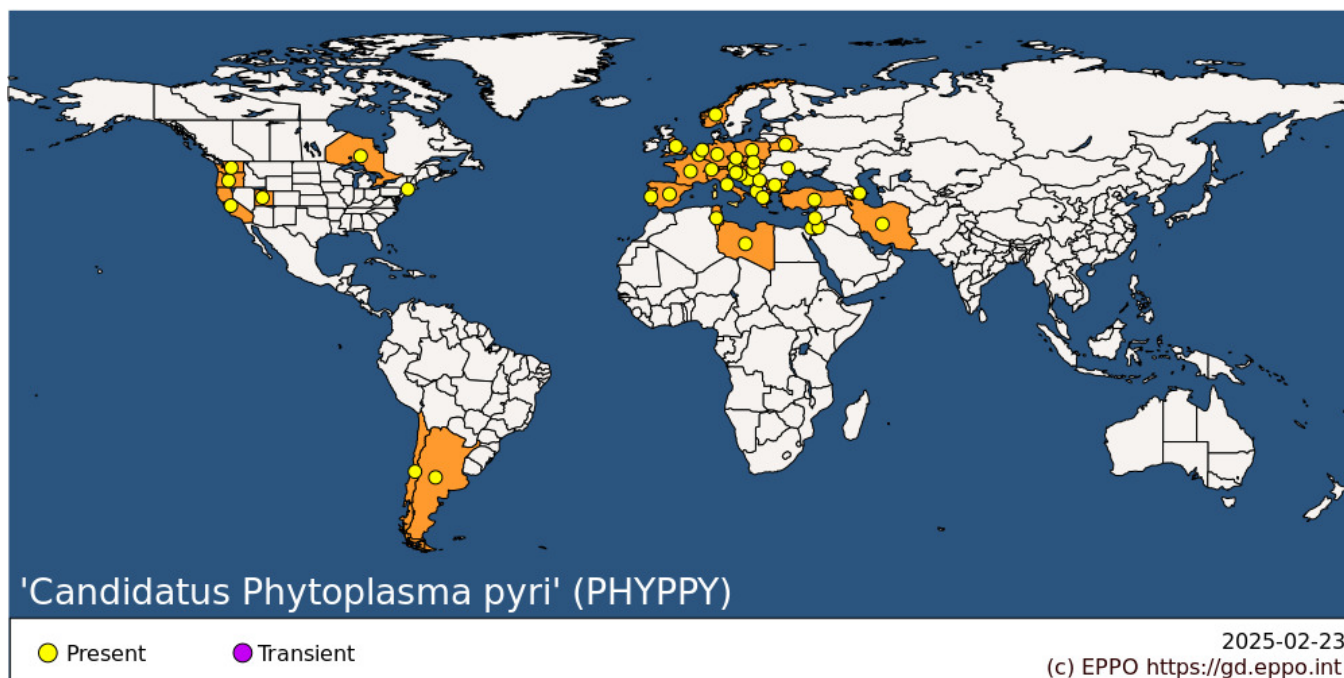 'Candidatus Phytoplasma pyri' (PHYPPY)
Present
Transient
2025-02-23
(c) EPPO https://gd.eppo.int